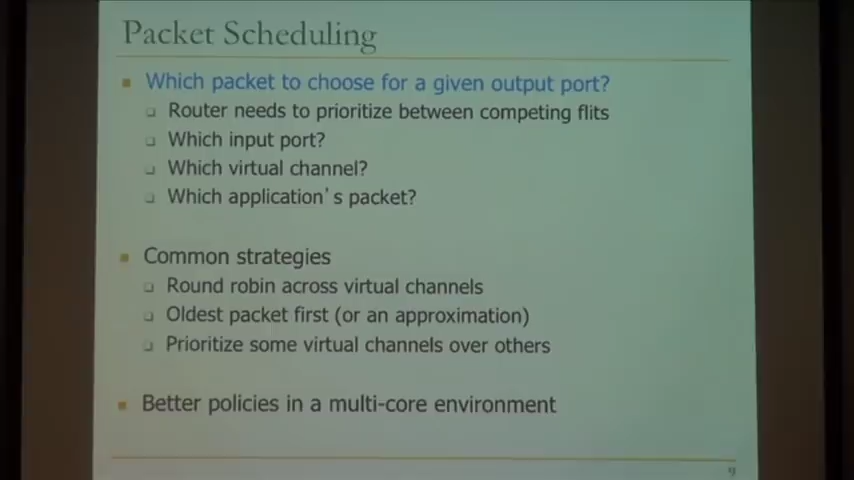 Packet Scheduling
Which packet to choose for a given output port?
Router needs to prioritize between competing flits
Which input port?
Which virtual channel?
Which application's packet?
Common strategies
Round robin across virtual channels
Oldest packet first (or an approximation)
Prioritize some virtual channels over others
Better policies in a multi-core environment
9